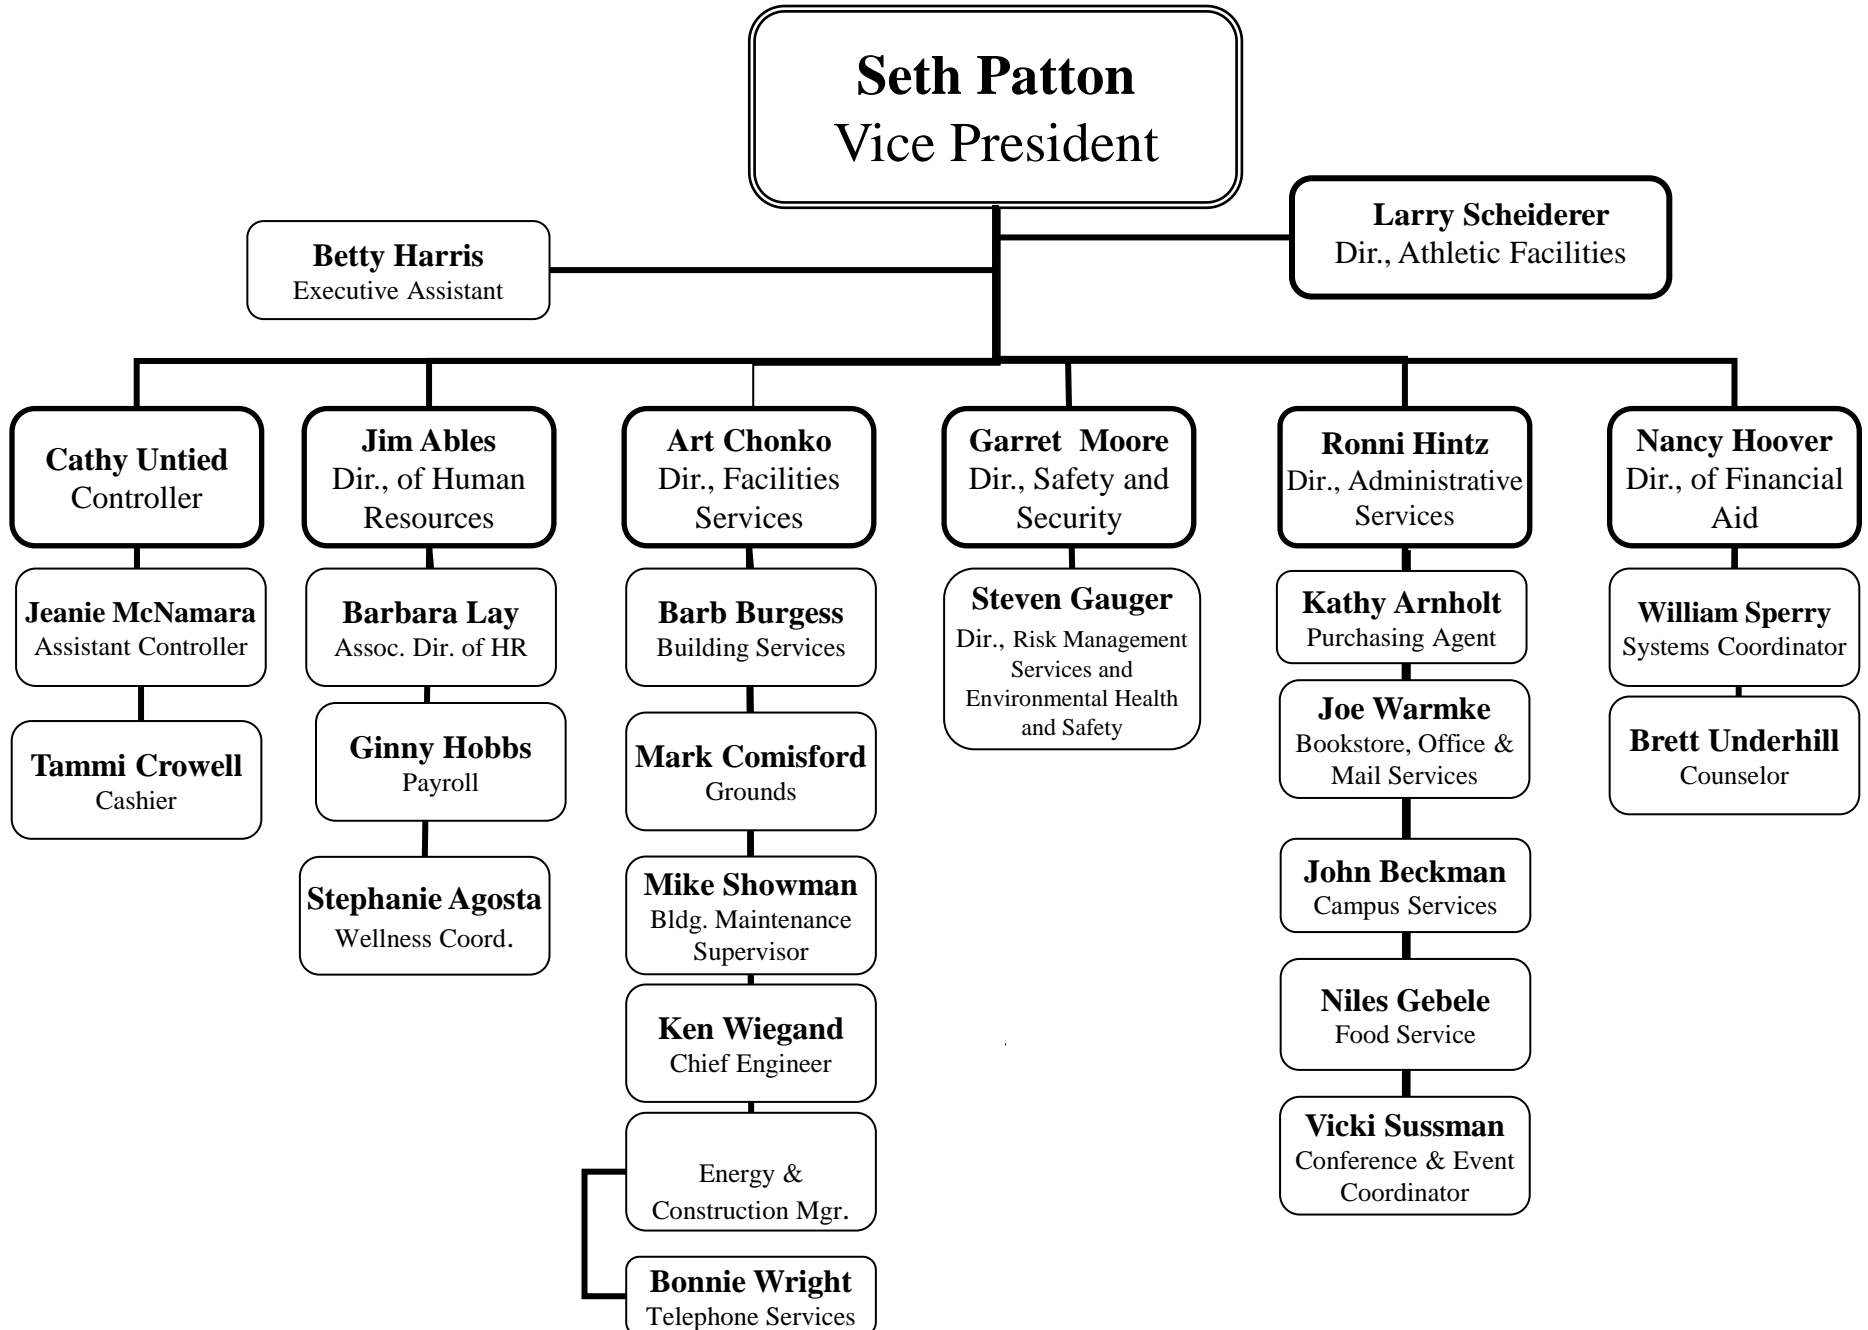 Seth Patton
Vice President
Larry Scheiderer
Dir., Athletic Facilities
Betty Harris
Executive Assistant
Cathy Untied
Controller
Jim Ables
Dir., of Human
Resources
Art Chonko
Dir., Facilities
Services
Garret Moore
Dir., Safety and
Security
Ronni Hintz
Dir., Administrative
Services
Nancy Hoover
Dir., of Financial
Aid
Jeanie McNamara
Assistant Controller
Tammi Crowell
Cashier
Barbara Lay
Assoc. Dir. of HR
Ginny Hobbs
Payroll
Stephanie Agosta
Wellness Coord.
Barb Burgess
Building Services
Mark Comisford
Grounds
Mike Showman
Bldg. Maintenance
Supervisor
Ken Wiegand
Chief Engineer
Energy &
Construction Mgr.
Bonnie Wright
Telephone Services
Steven Gauger
Dir., Risk Management
Services and
Environmental Health
and Safety
Kathy Arnholt
Purchasing Agent
Joe Warmke
Bookstore, Office &
Mail Services
John Beckman
Campus Services
Niles Gebele
Food Service
Vicki Sussman
Conference & Event
Coordinator
William Sperry
Systems Coordinator
Brett Underhill
Counselor